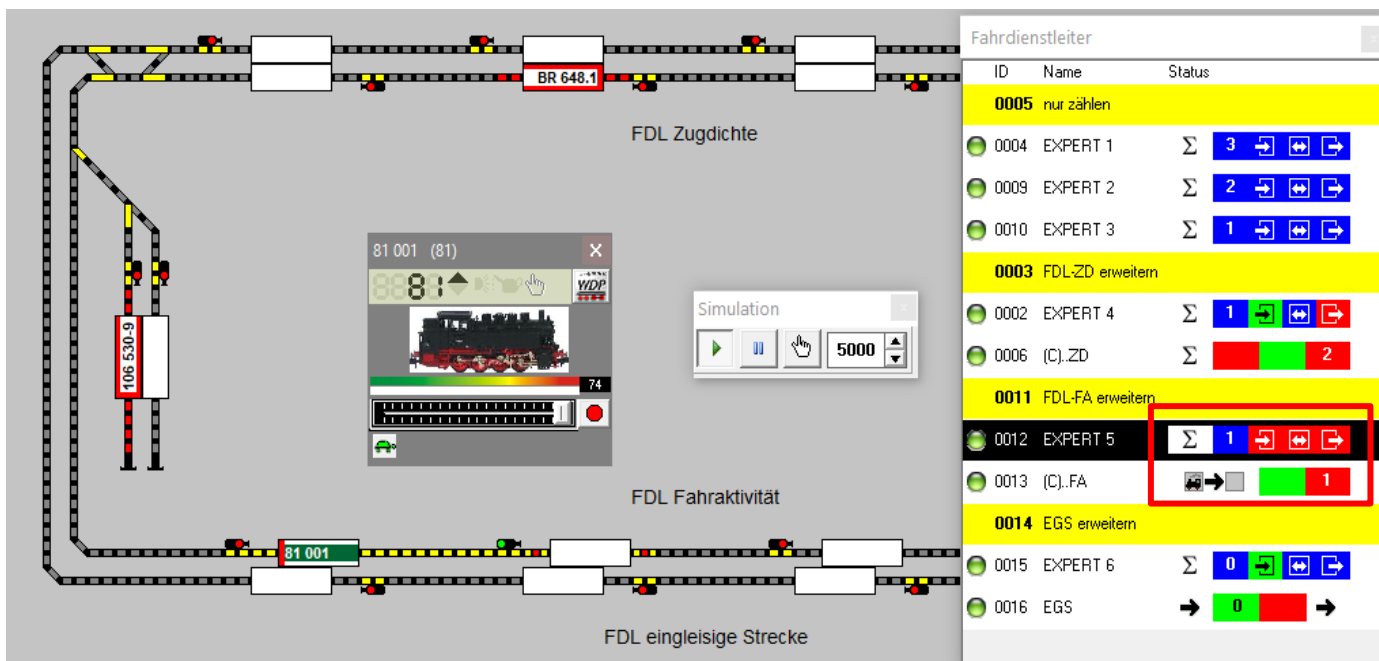 BR 648.1
FDL Zugdichte
106 530-9
81 001 (81)
81
WDP
74
Simulation
5000
FDL Fahraktivität
81 001
FDL eingleisige Strecke
Fahrdienstleiter
ID Name Status
0005 nur zählen
0004 EXPERT 1 Σ 3
0009 EXPERT 2 Σ 2
0010 EXPERT 3 Σ 1
0003 FDL-ZD erweitern
0002 EXPERT 4 Σ 1
0006 (C)..ZD Σ 2
0011 FDL-FA erweitern
0012 EXPERT 5 Σ 1
0013 (C)..FA 1
0014 EGS erweitern
0015 EXPERT 6 Σ 0
0016 EGS 0